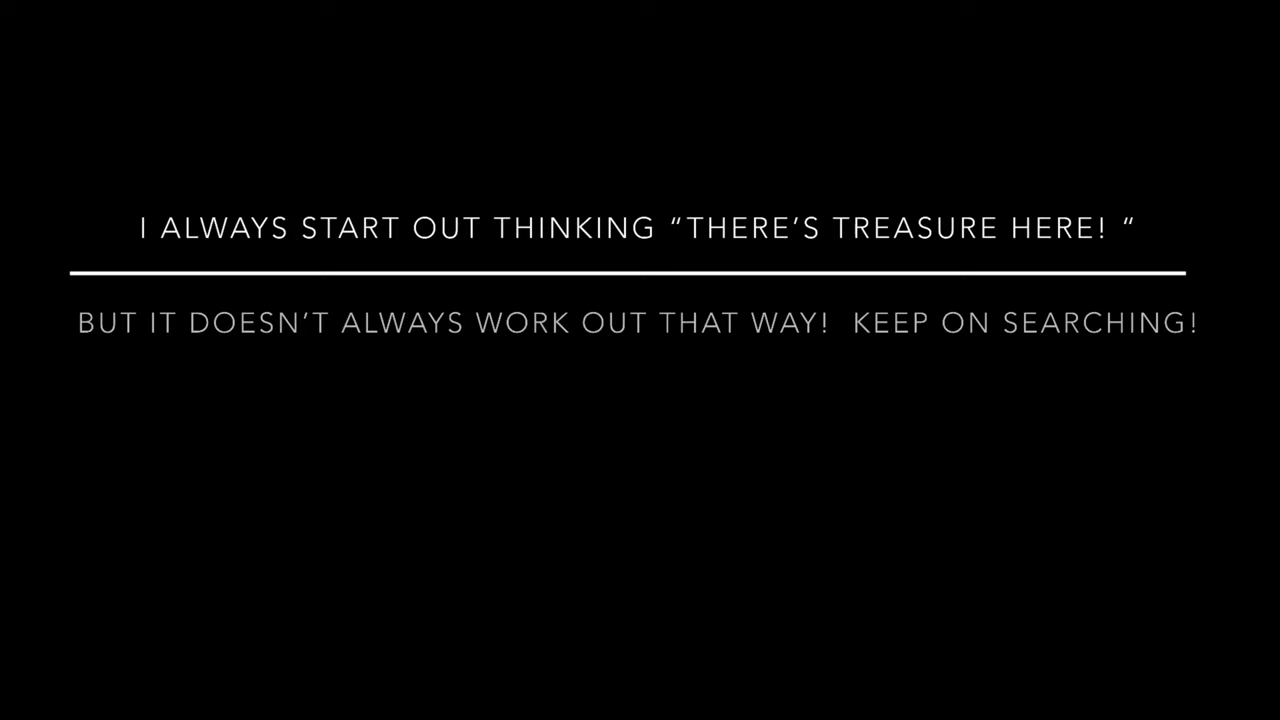 I ALWAYS START OUT THINKING “THERE’S TREASURE HERE! “
BUT IT DOESN’T ALWAYS WORK OUT THAT WAY!  KEEP ON SEARCHING!